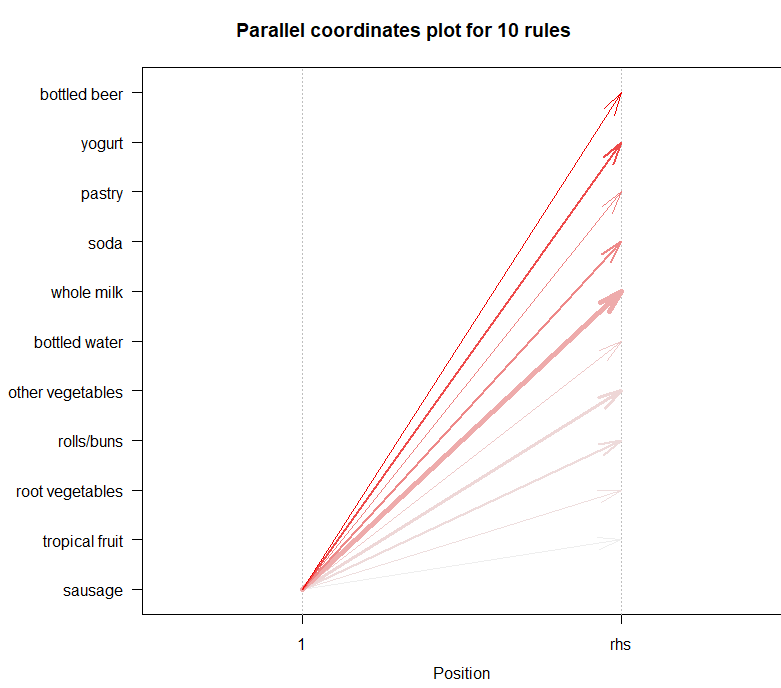 Parallel coordinates plot for 10 rules
bottled beer
yogurt
pastry
soda
whole milk
bottled water
other vegetables
rolls/buns
root vegetables
tropical fruit
sausage
1
rhs
Position